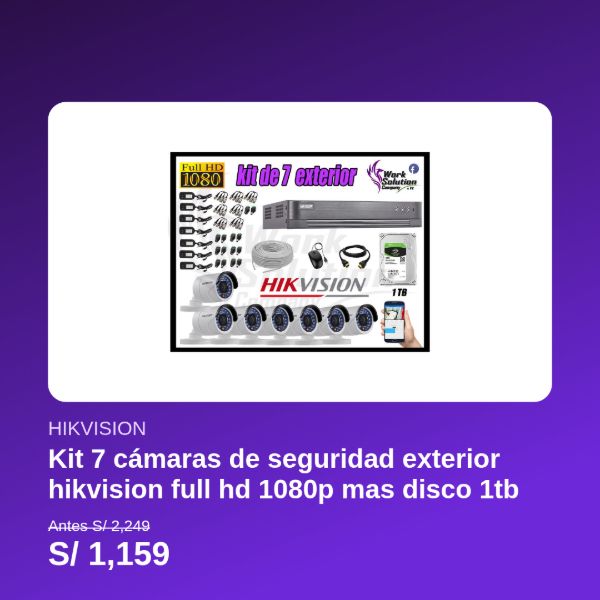 Full HD
1080
kit de 7 exterior
Work
Solution
Company
HIKVISION
1 TB
HIKVISION
Kit 7 cámaras de seguridad exterior
hikvision full hd 1080p mas disco 1tb
Antes S/ 2,249
S/ 1,159